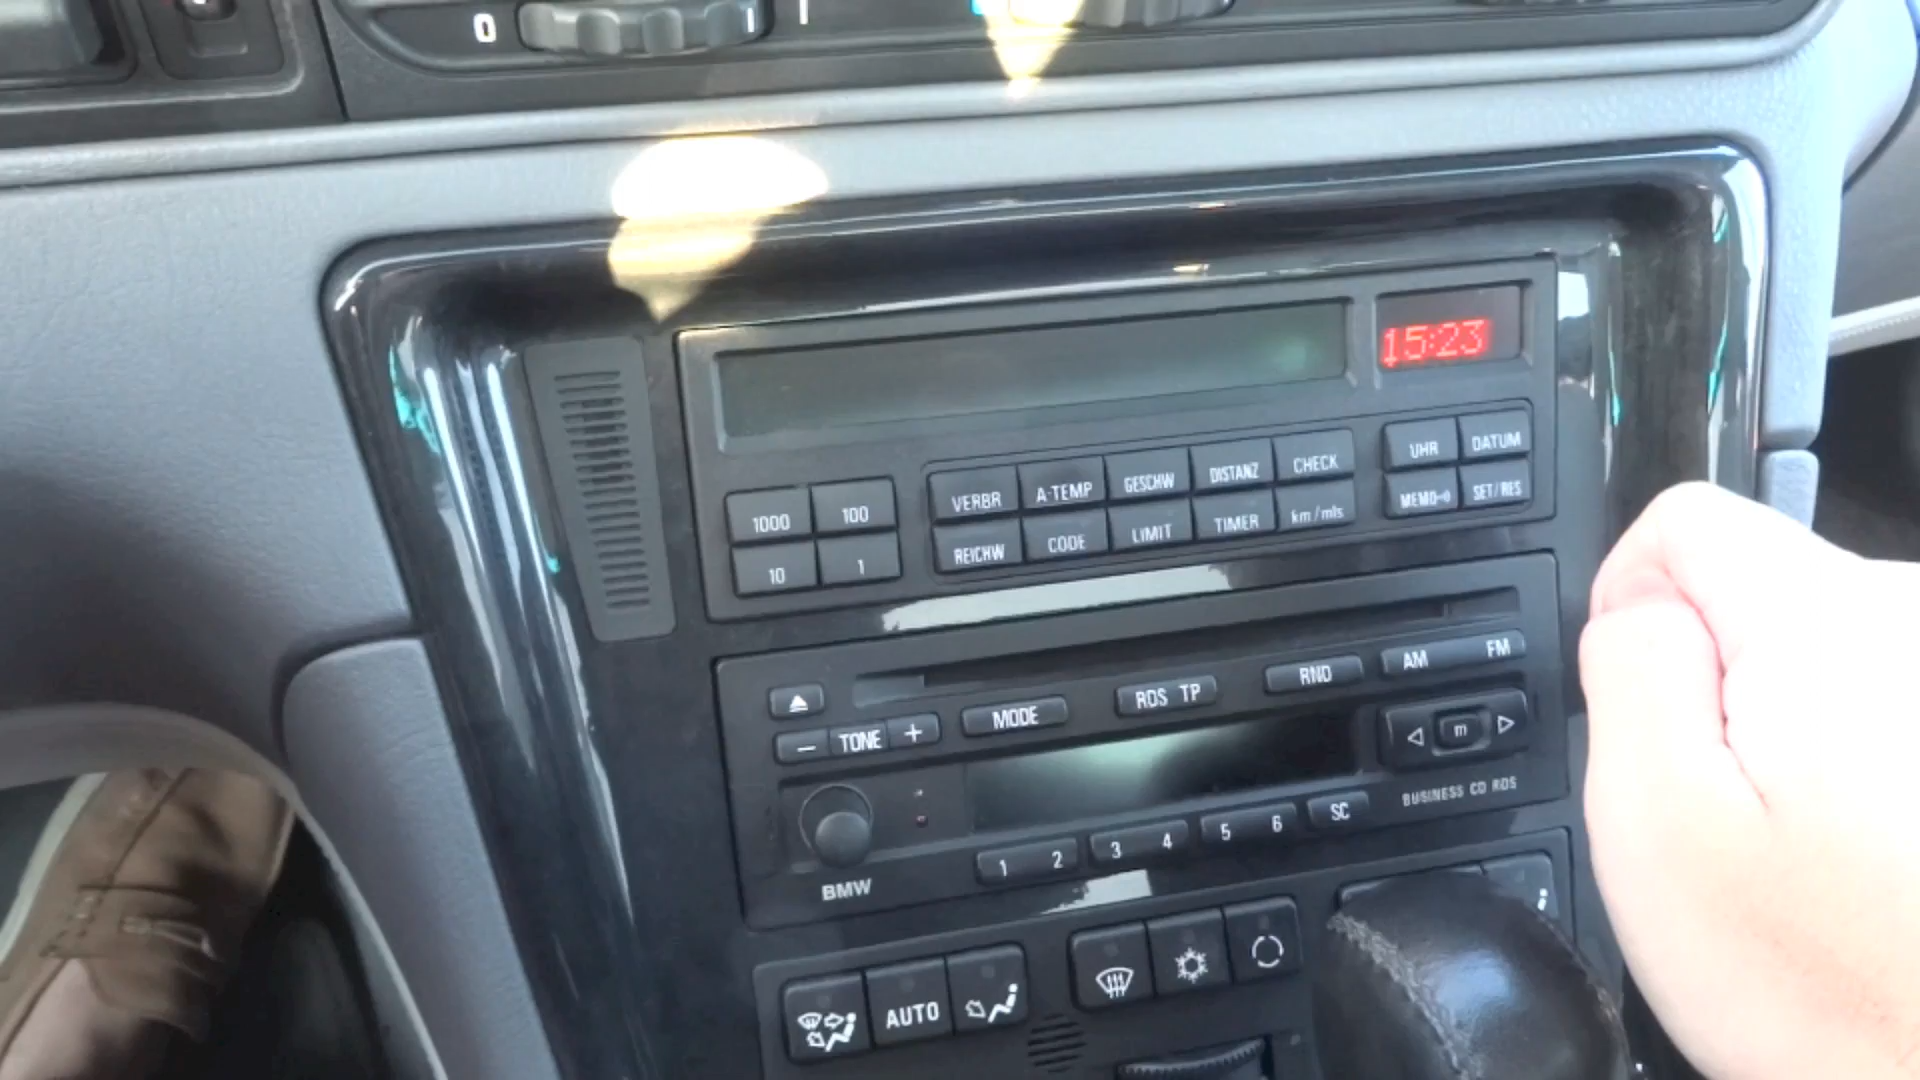 0
15:23
UHR DATUM
MEMO SET/RES
1000 100
10 1
VERBR A-TEMP GESCHW DISTANZ CHECK
REICHW CODE LIMIT TIMER km/mls
MODE RDS TP RND AM FM
− TONE +
m
BUSINESS CD RDS
1 2 3 4 5 6 SC
BMW
AUTO